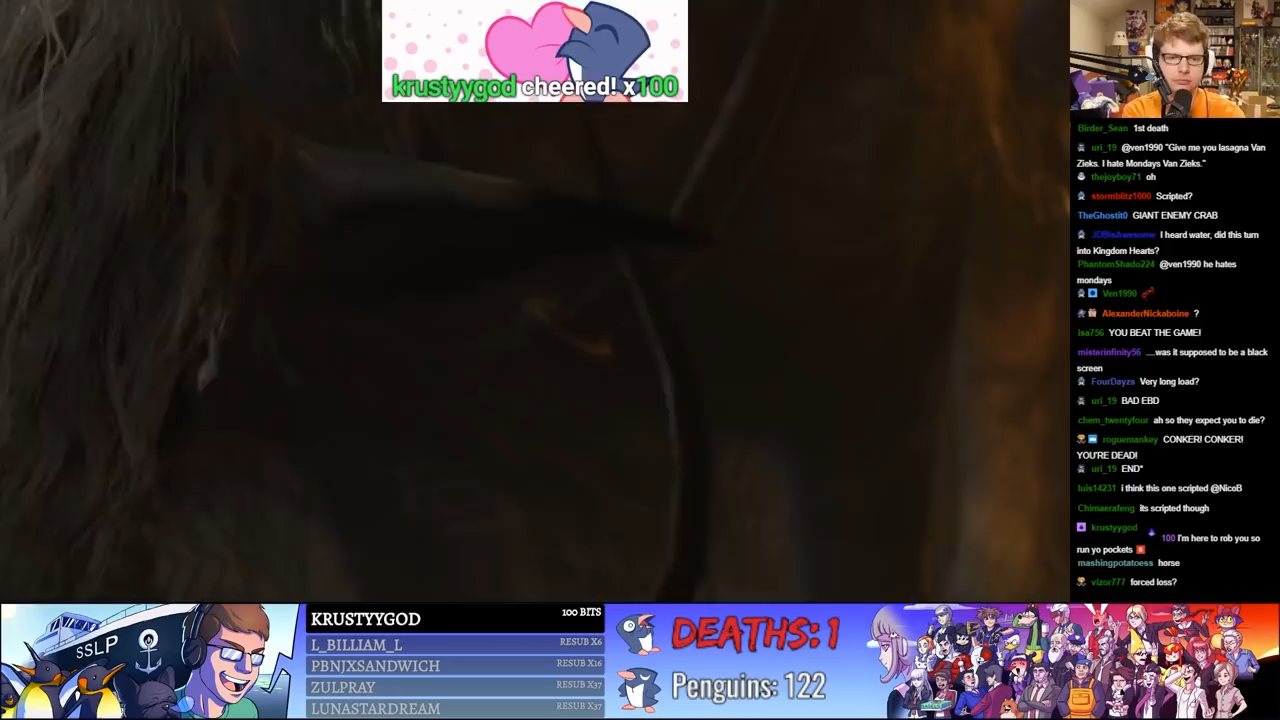 krustyygod cheered! x100
Birder_Sean 1st death
uri_19 @ven1990 "Give me you lasagna Van
Zieks. I hate Mondays Van Zieks."
thejoyboy71 oh
stormblitz1000 Scripted?
TheGhostit0 GIANT ENEMY CRAB
JDBisAwesome I heard water, did this turn
into Kingdom Hearts?
PhantomShado224 @ven1990 he hates
mondays
Ven1990
AlexanderNickaboine ?
isa756 YOU BEAT THE GAME!
misterinfinity56 ....was it supposed to be a black
screen
FourDayzs Very long load?
uri_19 BAD EBD
chem_twentyfour ah so they expect you to die?
roguemankey CONKER! CONKER!
YOU'RE DEAD!
uri_19 END*
luis14231 i think this one scripted @NicoB
Chimaerafeng its scripted though
krustyygod 100 I'm here to rob you so
run yo pockets
mashingpotatoess horse
vizor777 forced loss?
SSLP
KRUSTYYGOD 100 BITS
L_BILLIAM_L RESUB X6
PBNJXSANDWICH RESUB X16
ZULPRAY RESUB X37
LUNASTARDREAM RESUB X37
DEATHS: 1
Penguins: 122